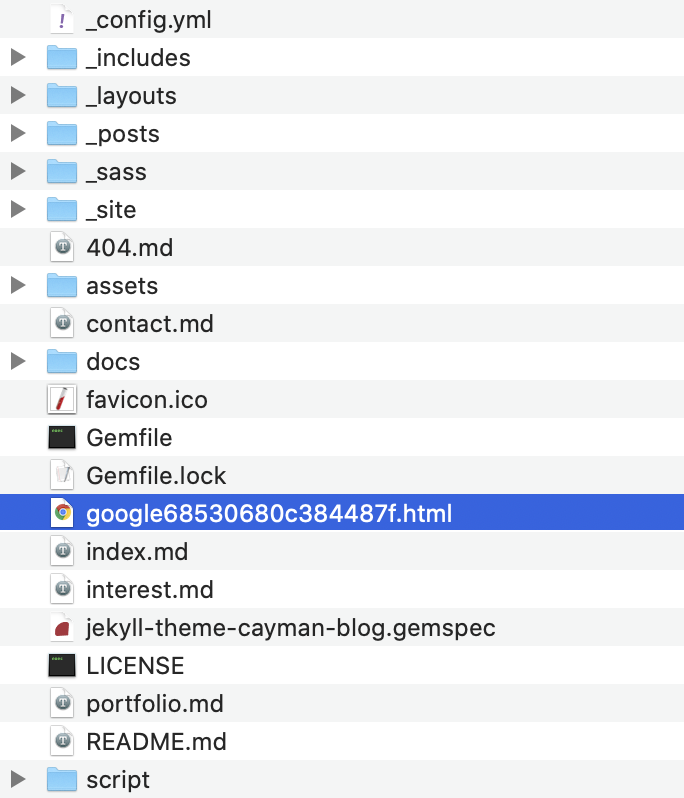 _config.yml
_includes
_layouts
_posts
_sass
_site
404.md
assets
contact.md
docs
favicon.ico
Gemfile
Gemfile.lock
google68530680c384487f.html
index.md
interest.md
jekyll-theme-cayman-blog.gemspec
LICENSE
portfolio.md
README.md
script